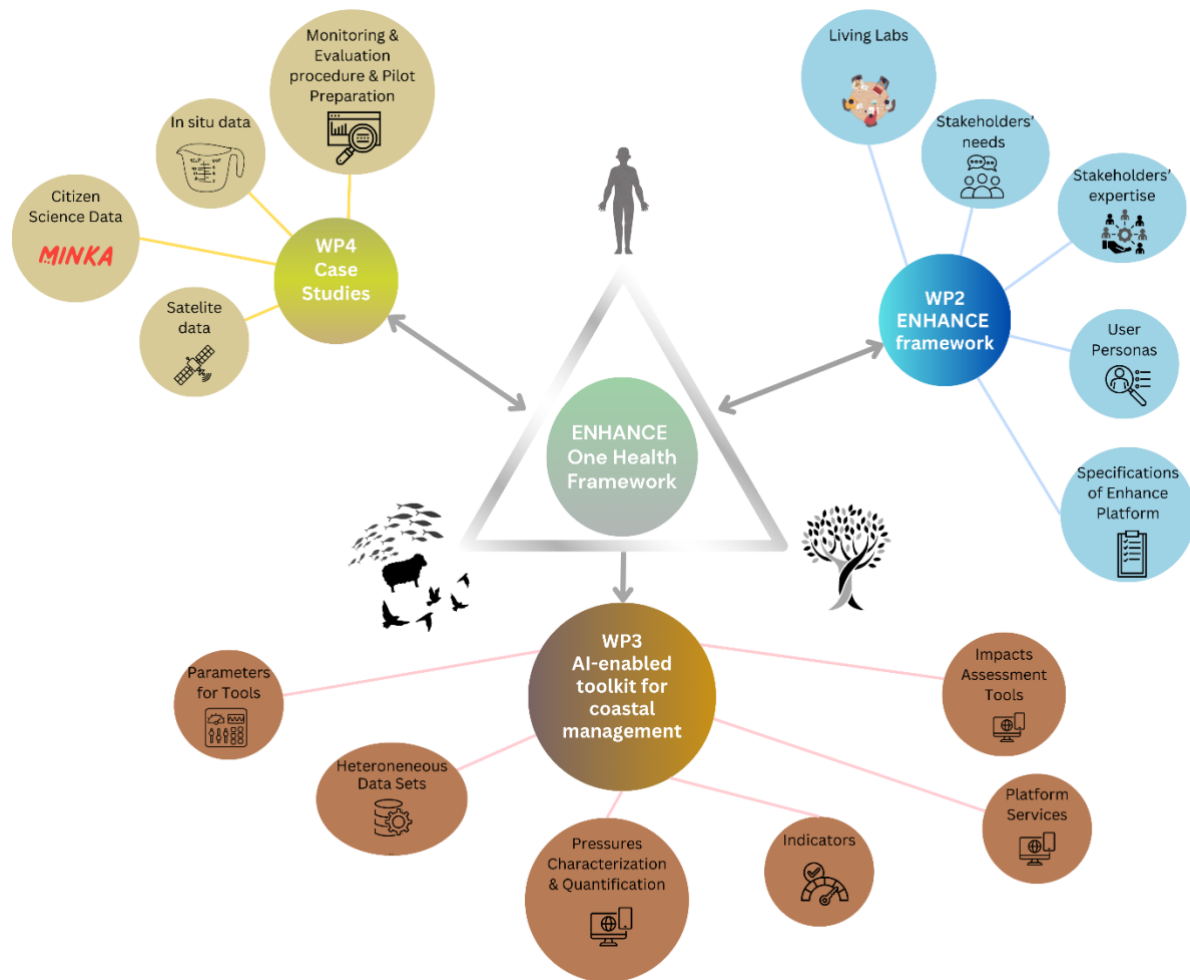 Monitoring &
Evaluation
procedure & Pilot
Preparation
In situ data
Citizen
Science Data
MINKA
Satelite
data
WP4
Case
Studies
Living Labs
Stakeholders'
needs
Stakeholders'
expertise
WP2
ENHANCE
framework
User
Personas
Specifications
of Enhance
Platform
ENHANCE
One Health
Framework
WP3
AI-enabled
toolkit for
coastal
management
Parameters
for Tools
Heteroneneous
Data Sets
Pressures
Characterization
& Quantification
Indicators
Platform
Services
Impacts
Assessment
Tools